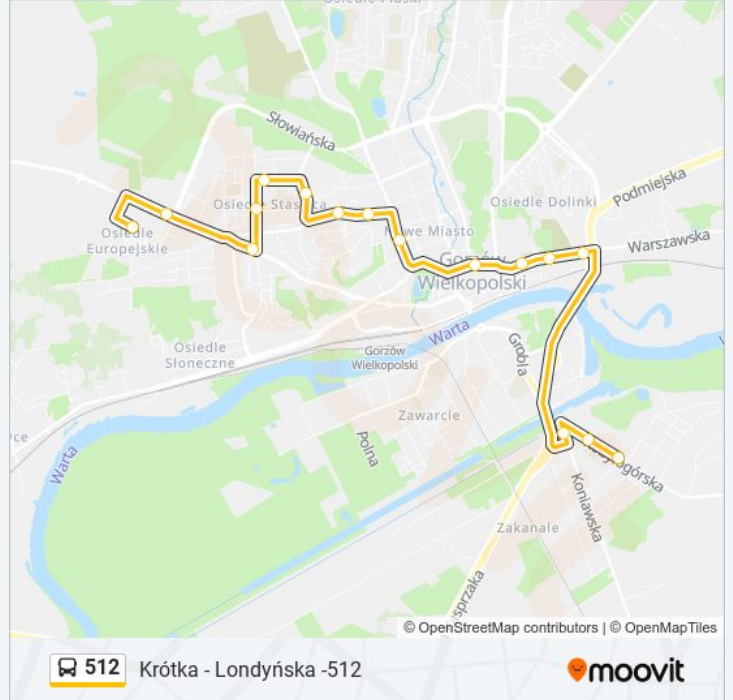 Osiedle Piaski
Słowiańska
Podmiejska
Osiedle Staszica
Osiedle Dolinki
Osiedle
Europejskie
Nowe Miasto
Warszawska
Gorzów
Wielkopolski
Warta
Osiedle
Słoneczne
Gorzów
Wielkopolski
Grobla
Zawarcie
Polna
Warta
Koniawska
Zakanale
© OpenStreetMap contributors | © OpenMapTiles
512 Krótka - Londyńska -512
moovit